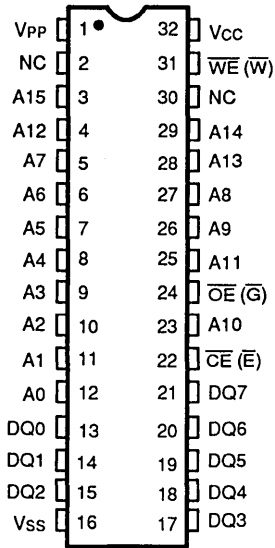 VPP 1 32 VCC
NC 2 31 W̅E̅ (W̅)
A15 3 30 NC
A12 4 29 A14
A7 5 28 A13
A6 6 27 A8
A5 7 26 A9
A4 8 25 A11
A3 9 24 O̅E̅ (G̅)
A2 10 23 A10
A1 11 22 C̅E̅ (E̅)
A0 12 21 DQ7
DQ0 13 20 DQ6
DQ1 14 19 DQ5
DQ2 15 18 DQ4
VSS 16 17 DQ3